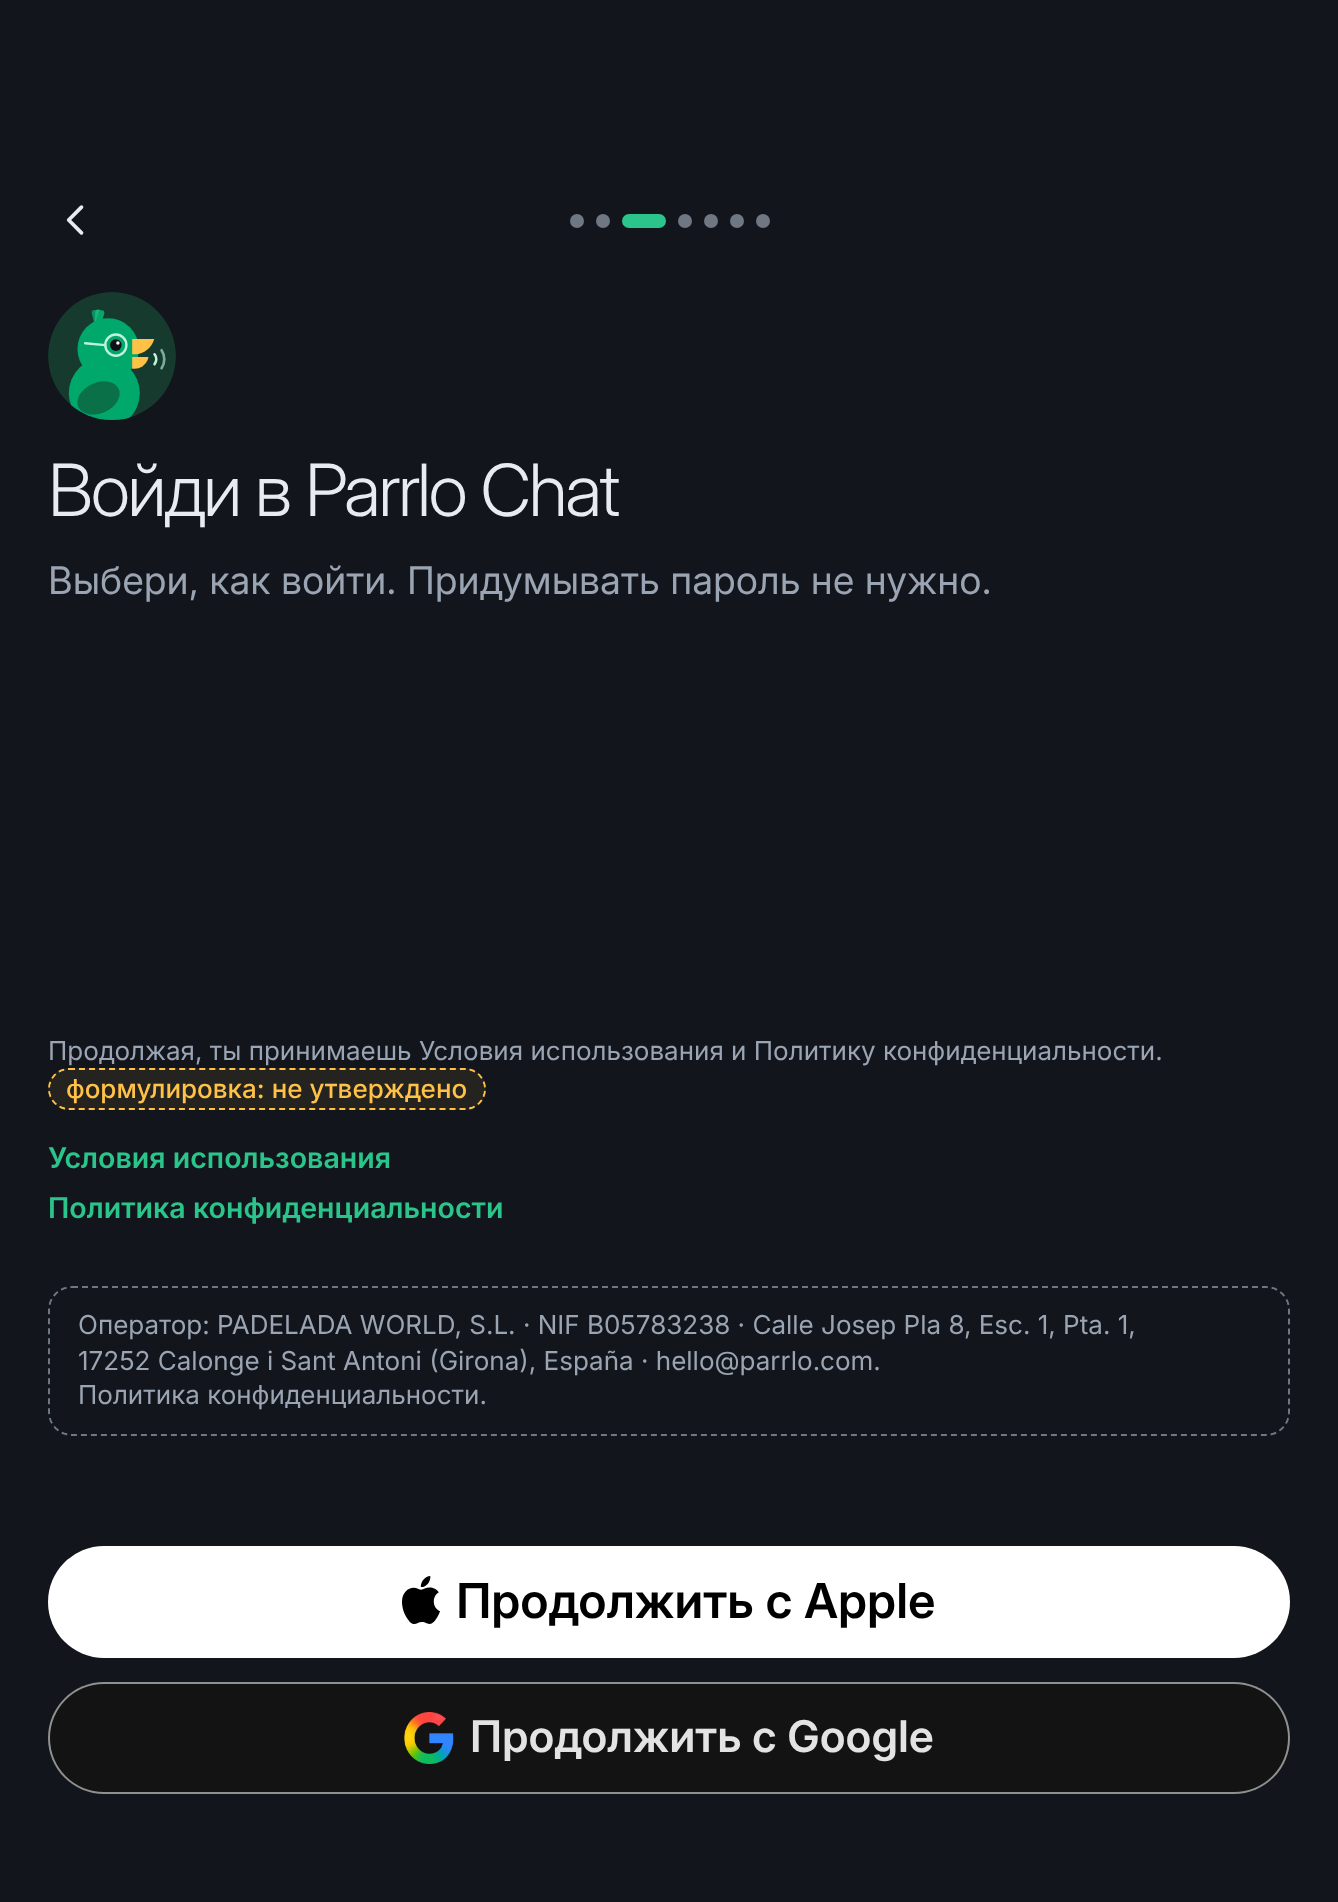 Войди в Parrlo Chat
Выбери, как войти. Придумывать пароль не нужно.
Продолжая, ты принимаешь Условия использования и Политику конфиденциальности.
формулировка: не утверждено
Условия использования
Политика конфиденциальности
Оператор: PADELADA WORLD, S.L. · NIF B05783238 · Calle Josep Pla 8, Esc. 1, Pta. 1,
17252 Calonge i Sant Antoni (Girona), España · hello@parrlo.com.
Политика конфиденциальности.
Продолжить с Apple
Продолжить с Google